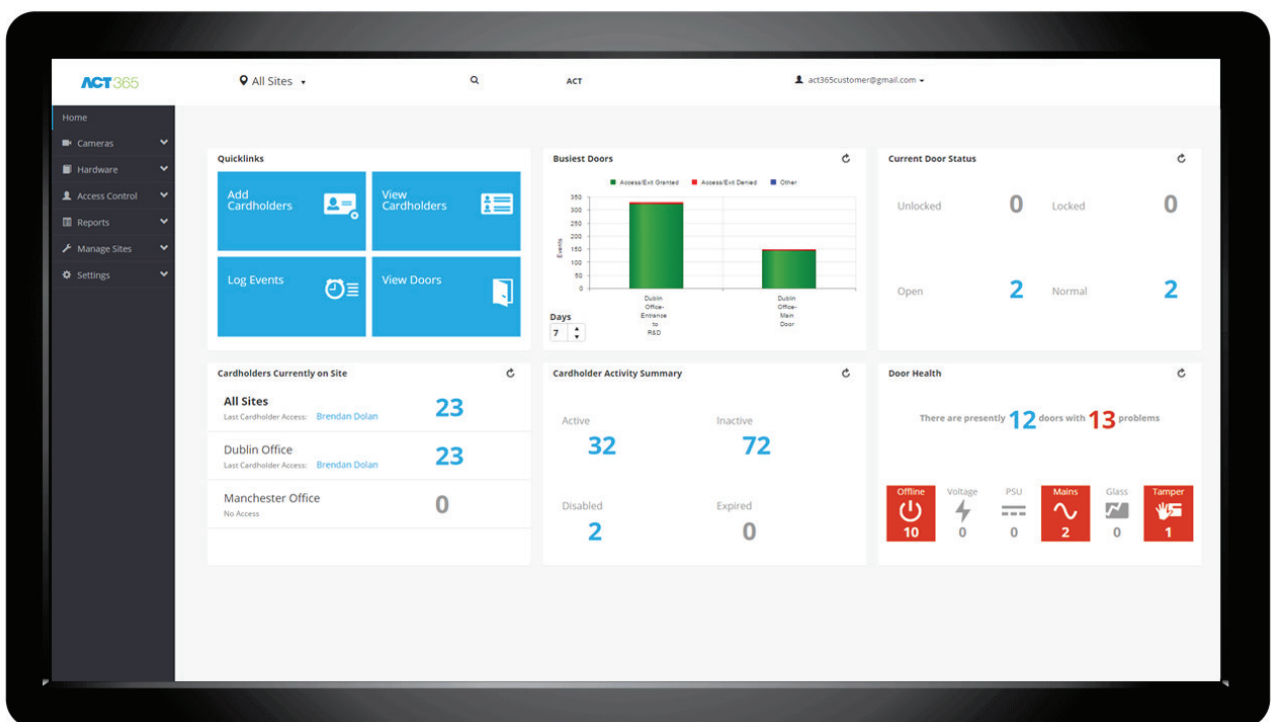 ACT365
All Sites
ACT
act365customer@gmail.com
Home
Cameras
Hardware
Access Control
Reports
Manage Sites
Settings
Quicklinks
Add
Cardholders
View
Cardholders
Log Events
View Doors
Busiest Doors
Access/Exit Granted Access/Exit Denied Other
350
300
250
200
150
100
50
0
Events
Dublin
Office-
Entrance
to
R&D
Dublin
Office-
Main
Door
Days
7
Current Door Status
Unlocked 0 Locked 0
Open 2 Normal 2
Cardholders Currently on Site
All Sites
Last Cardholder Access: Brendan Dolan
23
Dublin Office
Last Cardholder Access: Brendan Dolan
23
Manchester Office
No Access
0
Cardholder Activity Summary
Active Inactive
32 72
Disabled Expired
2 0
Door Health
There are presently 12 doors with 13 problems
Offline Voltage PSU Mains Glass Tamper
10 0 0 2 0 1